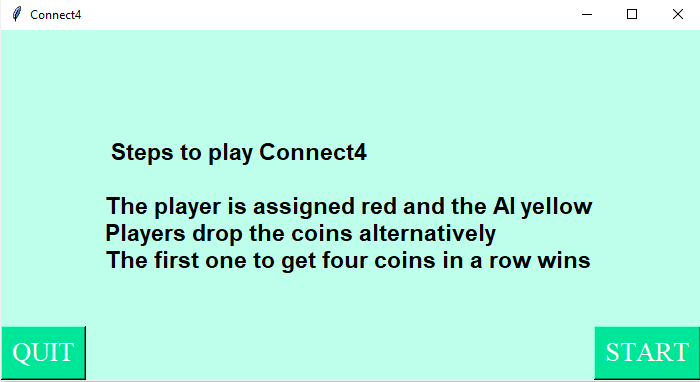 Connect4
Steps to play Connect4
The player is assigned red and the AI yellow
Players drop the coins alternatively
The first one to get four coins in a row wins
QUIT
START